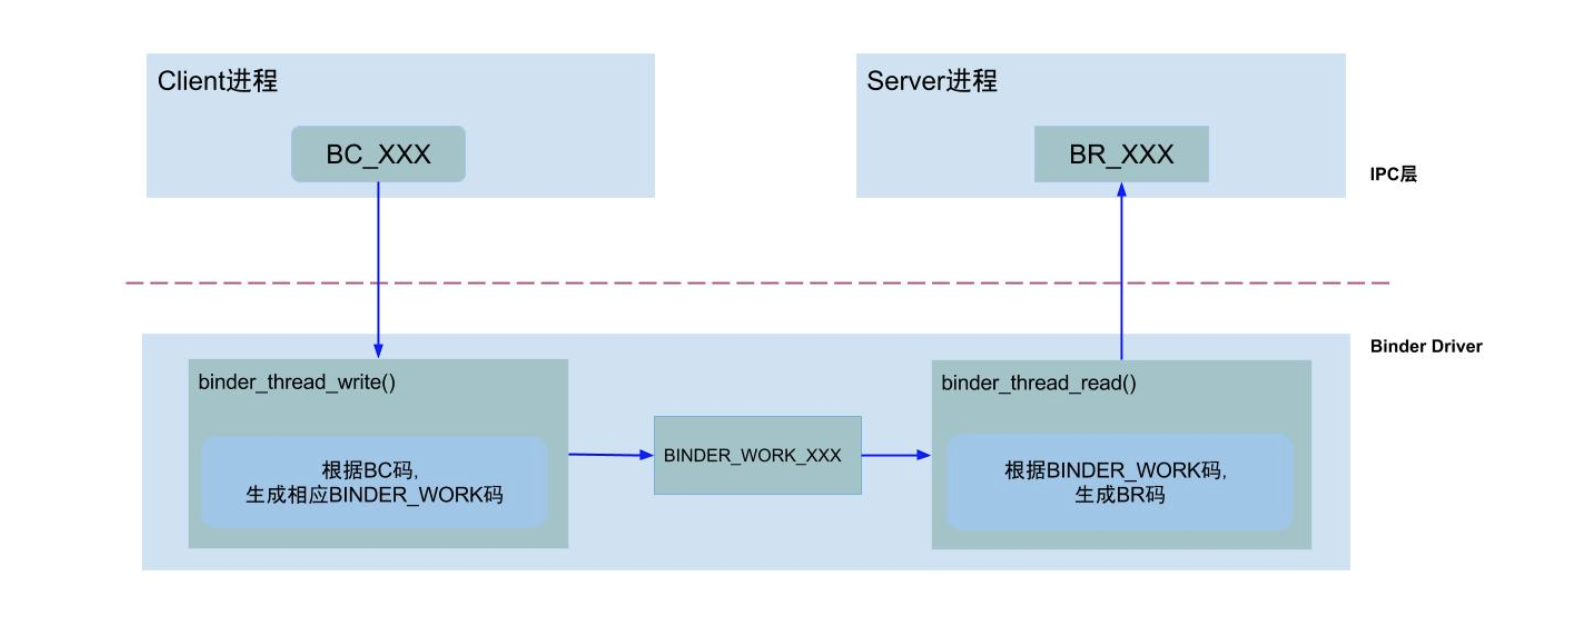 Client进程
Server进程
BC_XXX
BR_XXX
IPC层
Binder Driver
binder_thread_write()
binder_thread_read()
根据BC码,
生成相应BINDER_WORK码
BINDER_WORK_XXX
根据BINDER_WORK码,
生成BR码